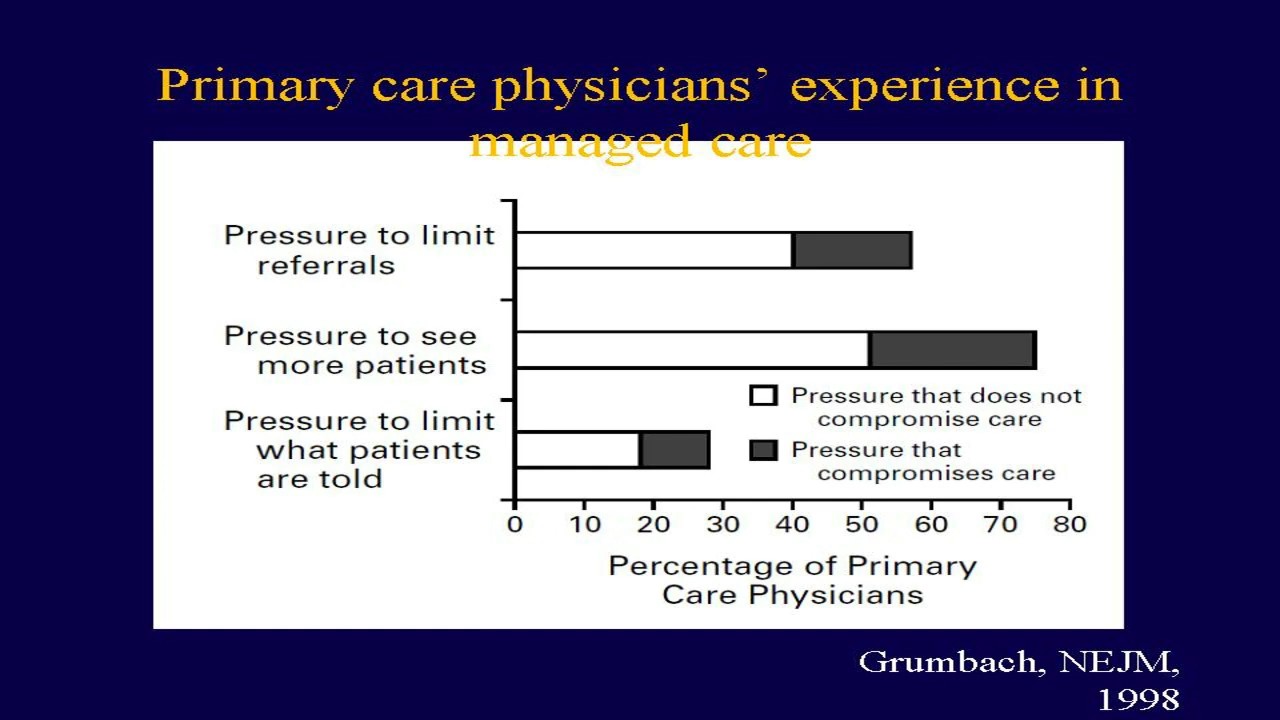 Primary care physicians’ experience in
managed care
Pressure to limit
referrals
Pressure to see
more patients
Pressure to limit
what patients
are told
Pressure that does not
compromise care
Pressure that
compromises care
0 10 20 30 40 50 60 70 80
Percentage of Primary
Care Physicians
Grumbach, NEJM,
1998